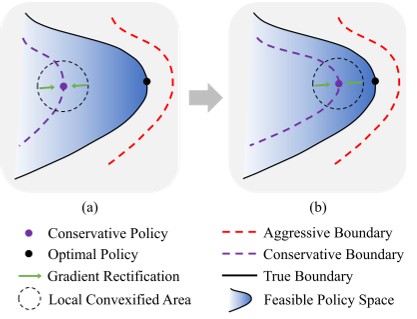 (a)
(b)
Conservative Policy
Aggressive Boundary
Optimal Policy
Conservative Boundary
Gradient Rectification
True Boundary
Local Convexified Area
Feasible Policy Space